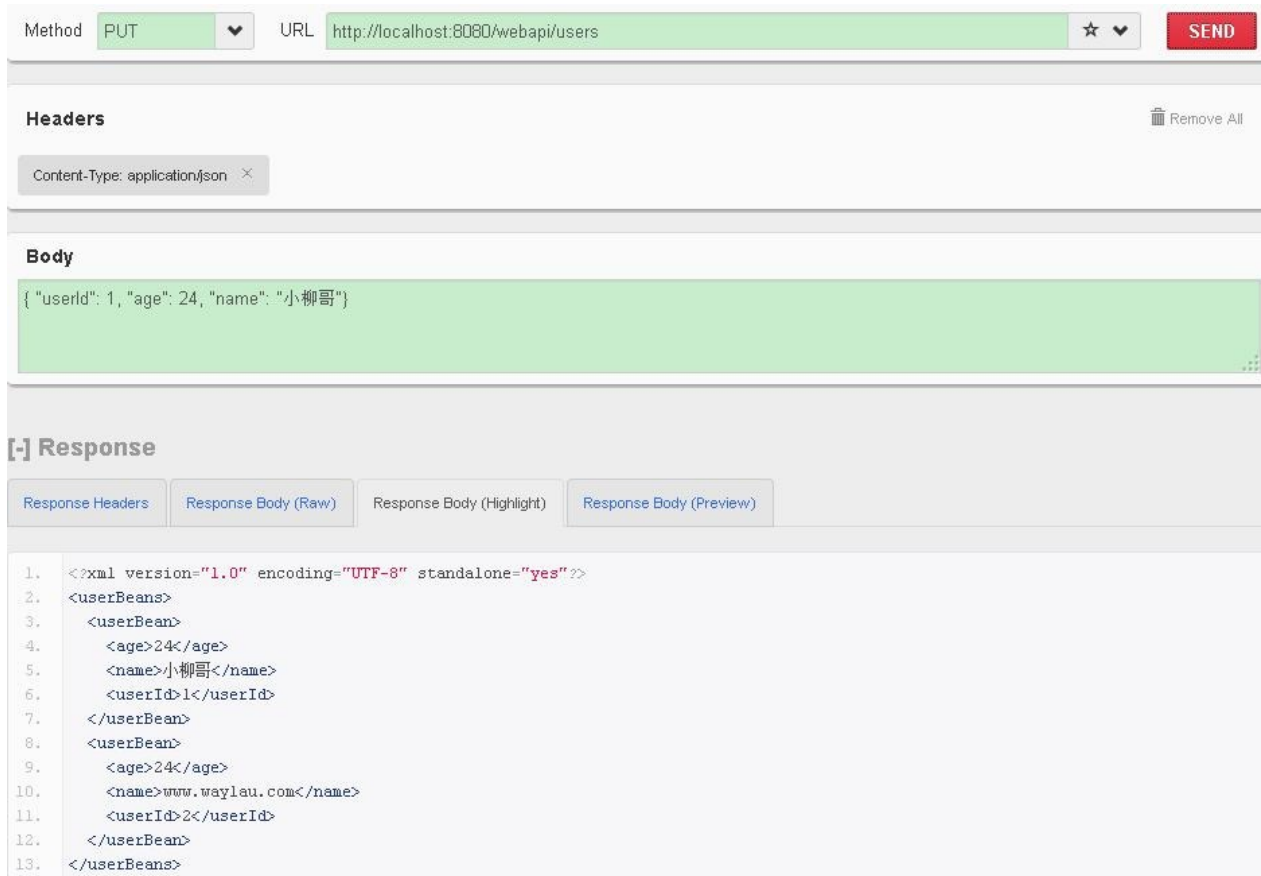 Method PUT URL http://localhost:8080/webapi/users SEND
Headers Remove All
Content-Type: application/json ×
Body
{ "userId": 1, "age": 24, "name": "小柳哥"}
[-] Response
Response Headers Response Body (Raw) Response Body (Highlight) Response Body (Preview)
1. <?xml version="1.0" encoding="UTF-8" standalone="yes"?>
2. <userBeans>
3. <userBean>
4. <age>24</age>
5. <name>小柳哥</name>
6. <userId>1</userId>
7. </userBean>
8. <userBean>
9. <age>24</age>
10. <name>www.waylau.com</name>
11. <userId>2</userId>
12. </userBean>
13. </userBeans>